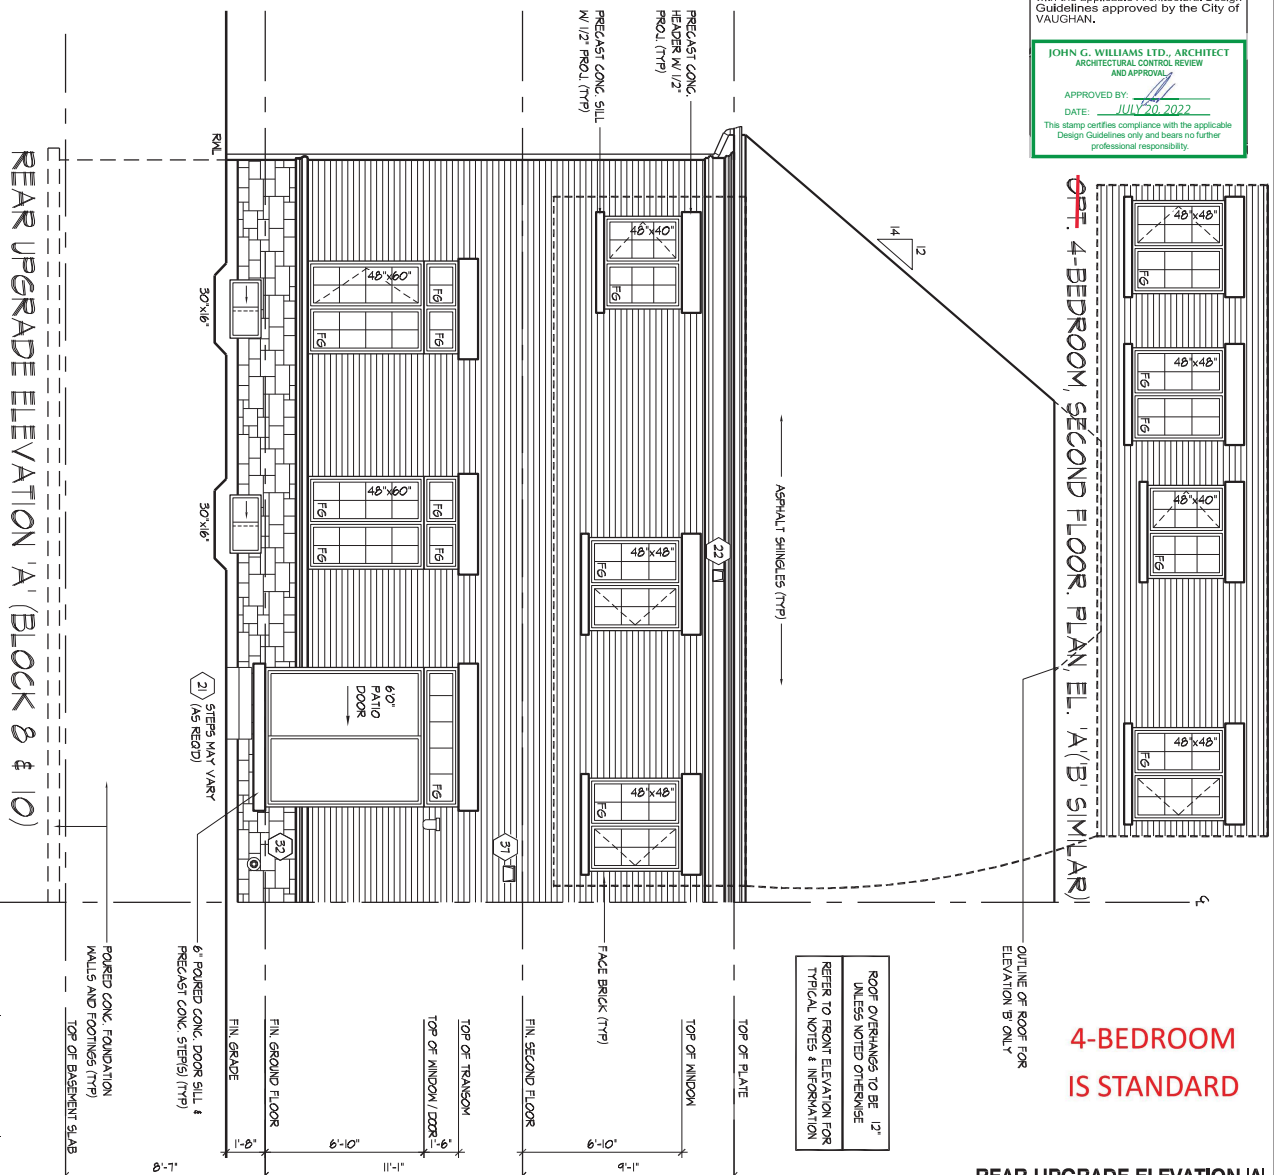 Guidelines approved by the City of
VAUGHAN.
JOHN G. WILLIAMS LTD., ARCHITECT
ARCHITECTURAL CONTROL REVIEW
AND APPROVAL
APPROVED BY:
DATE: JULY 20, 2022
This stamp certifies compliance with the applicable
Design Guidelines only and bears no further
professional responsibility.
OPT. 4-BEDROOM, SECOND FLOOR. PLAN EL. 'A'('B' SIMILAR)
48"x48"
FG
48"x48"
FG
48"x40"
FG
48"x48"
FG
OUTLINE OF ROOF FOR
ELEVATION 'B' ONLY
4-BEDROOM
IS STANDARD
12
14
ASPHALT SHINGLES (TYP)
ROOF OVERHANGS TO BE 12"
UNLESS NOTED OTHERWISE
REFER TO FRONT ELEVATION FOR
TYPICAL NOTES & INFORMATION
PRECAST CONC.
HEADER W/ 1/2"
PROJ. (TYP)
PRECAST CONC. SILL
W/ 1/2" PROJ. (TYP)
22
48"x40"
FG
48"x48"
FG
48"x48"
FG
FACE BRICK (TYP)
37
FG
FG
48"x60"
FG
FG
FG
48"x60"
FG
FG
FG
6'0"
PATIO
DOOR
32
RWL
30"x16"
30"x16"
21
STEPS MAY VARY
(AS REQ'D)
6" POURED CONC. DOOR SILL &
PRECAST CONC. STEP(S) (TYP)
POURED CONC. FOUNDATION
WALLS AND FOOTINGS (TYP)
TOP OF PLATE
TOP OF WINDOW
FIN. SECOND FLOOR
TOP OF TRANSOM
TOP OF WINDOW / DOOR
FIN. GROUND FLOOR
FIN. GRADE
TOP OF BASEMENT SLAB
6'-10"
9'-1"
1'-6"
6'-10"
11'-1"
1'-8"
8'-7"
REAR UPGRADE ELEVATION 'A' (BLOCK 8 & 10)
REAR UPGRADE ELEVATION 'A'